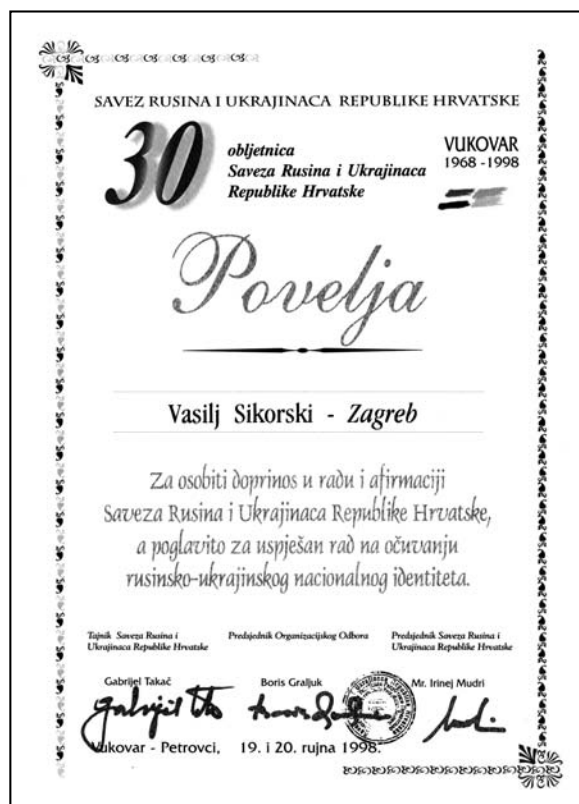 SAVEZ RUSINA I UKRAJINACA REPUBLIKE HRVATSKE
30
obljetnica
Saveza Rusina i Ukrajinaca
Republike Hrvatske
VUKOVAR
1968 -1998
Povelja
Vasilj Sikorski - Zagreb
Za osobiti doprinos u radu i afirmaciji
Saveza Rusina i Ukrajinaca Republike Hrvatske,
a poglavito za uspješan rad na očuvanju
rusinsko-ukrajinskog nacionalnog identiteta.
Tajnik Saveza Rusina i
Ukrajinaca Republike Hrvatske
Predsjednik Organizacijskog Odbora
Predsjednik Saveza Rusina i
Ukrajinaca Republike Hrvatske
Gabrijel Takač
Boris Graljuk
Mr. Irinej Mudri
Vukovar - Petrovci, 19. i 20. rujna 1998.